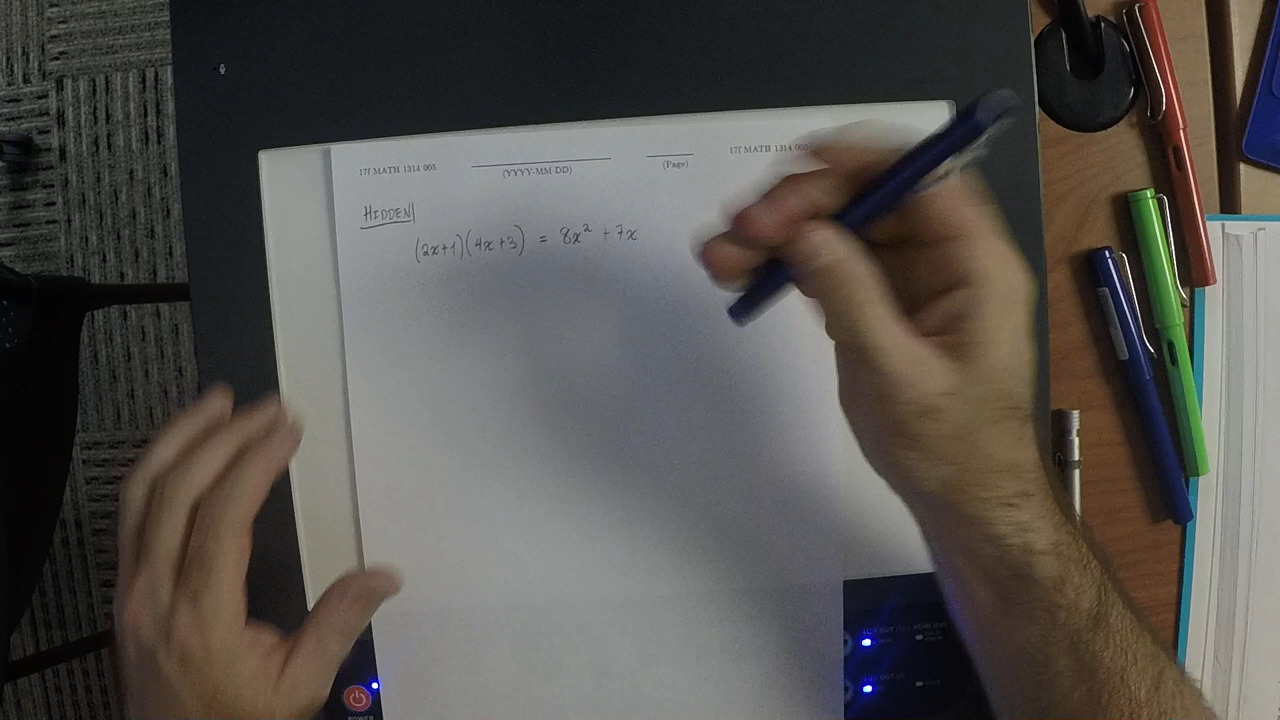 17f MATH 1314 005
(YYYY-MM-DD)
(Page)
17f MATH 1314 005
HIDDEN
(2x+1)(4x+3) = 8x² + 7x
POWER